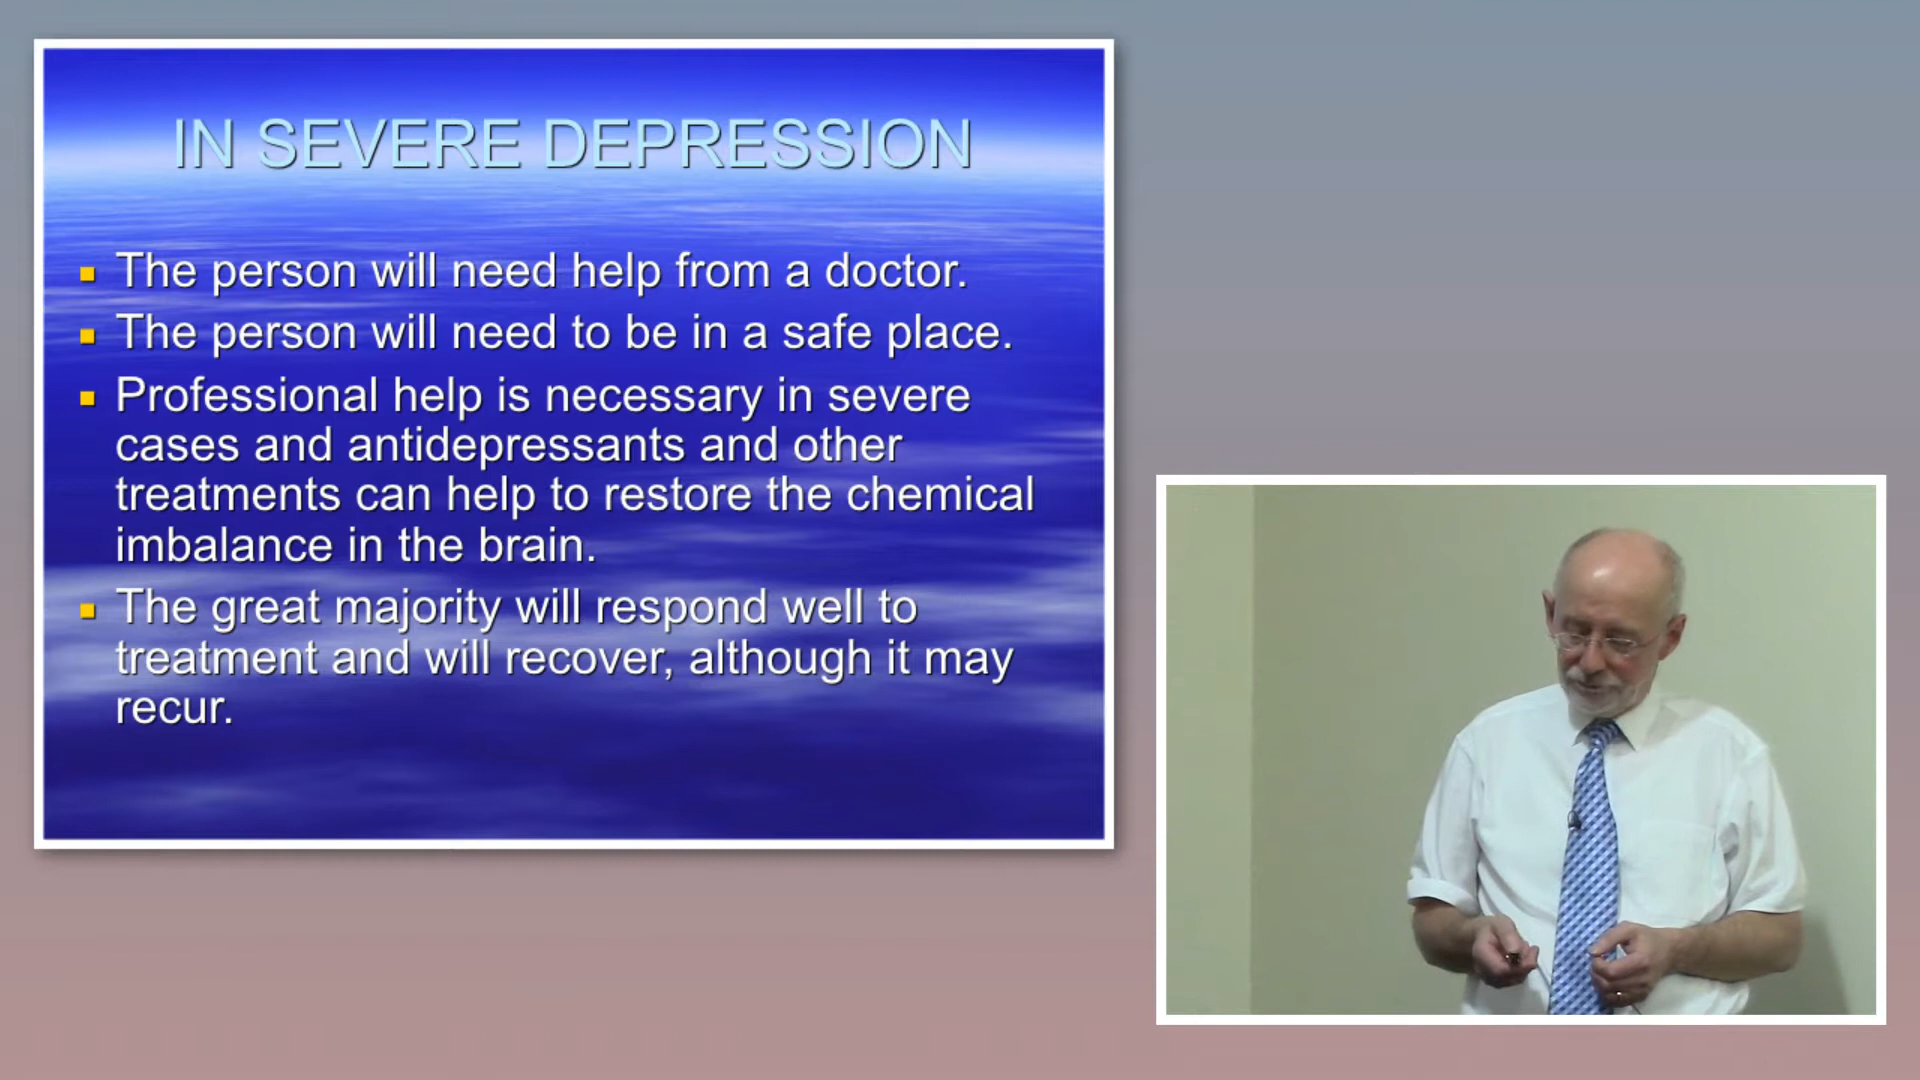 IN SEVERE DEPRESSION
The person will need help from a doctor.
The person will need to be in a safe place.
Professional help is necessary in severe
cases and antidepressants and other
treatments can help to restore the chemical
imbalance in the brain.
The great majority will respond well to
treatment and will recover, although it may
recur.